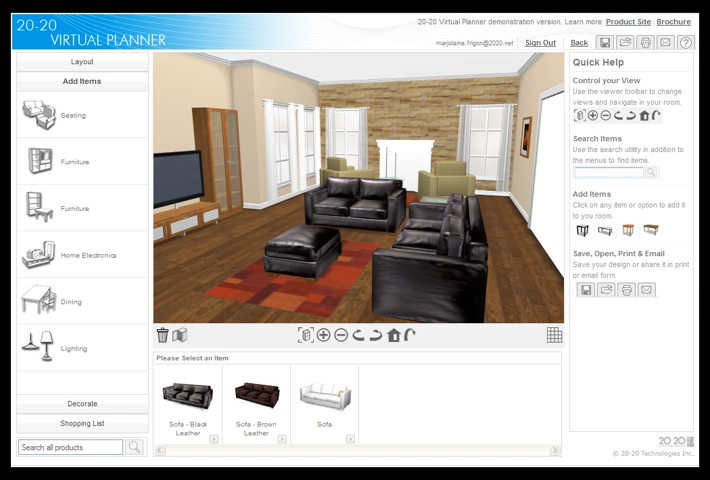 20-20
VIRTUAL PLANNER
20-20 Virtual Planner demonstration version. Learn more: Product Site | Brochure
marjolaine.frigon@2020.net
Sign Out
Back
Layout
Add Items
Seating
Furniture
Furniture
Home Electronics
Dining
Lighting
Decorate
Shopping List
Search all products
Please Select an Item
Sofa - Black
Leather
Sofa - Brown
Leather
Sofa
Quick Help
Control your View
Use the viewer toolbar to change
views and navigate in your room.
Search Items
Use the search utility in addition to
the menus to find items.
Add Items
Click on any item or option to add it
to you room.
Save, Open, Print & Email
Save your design or share it in print
or email form.
20 20
© 20-20 Technologies Inc.